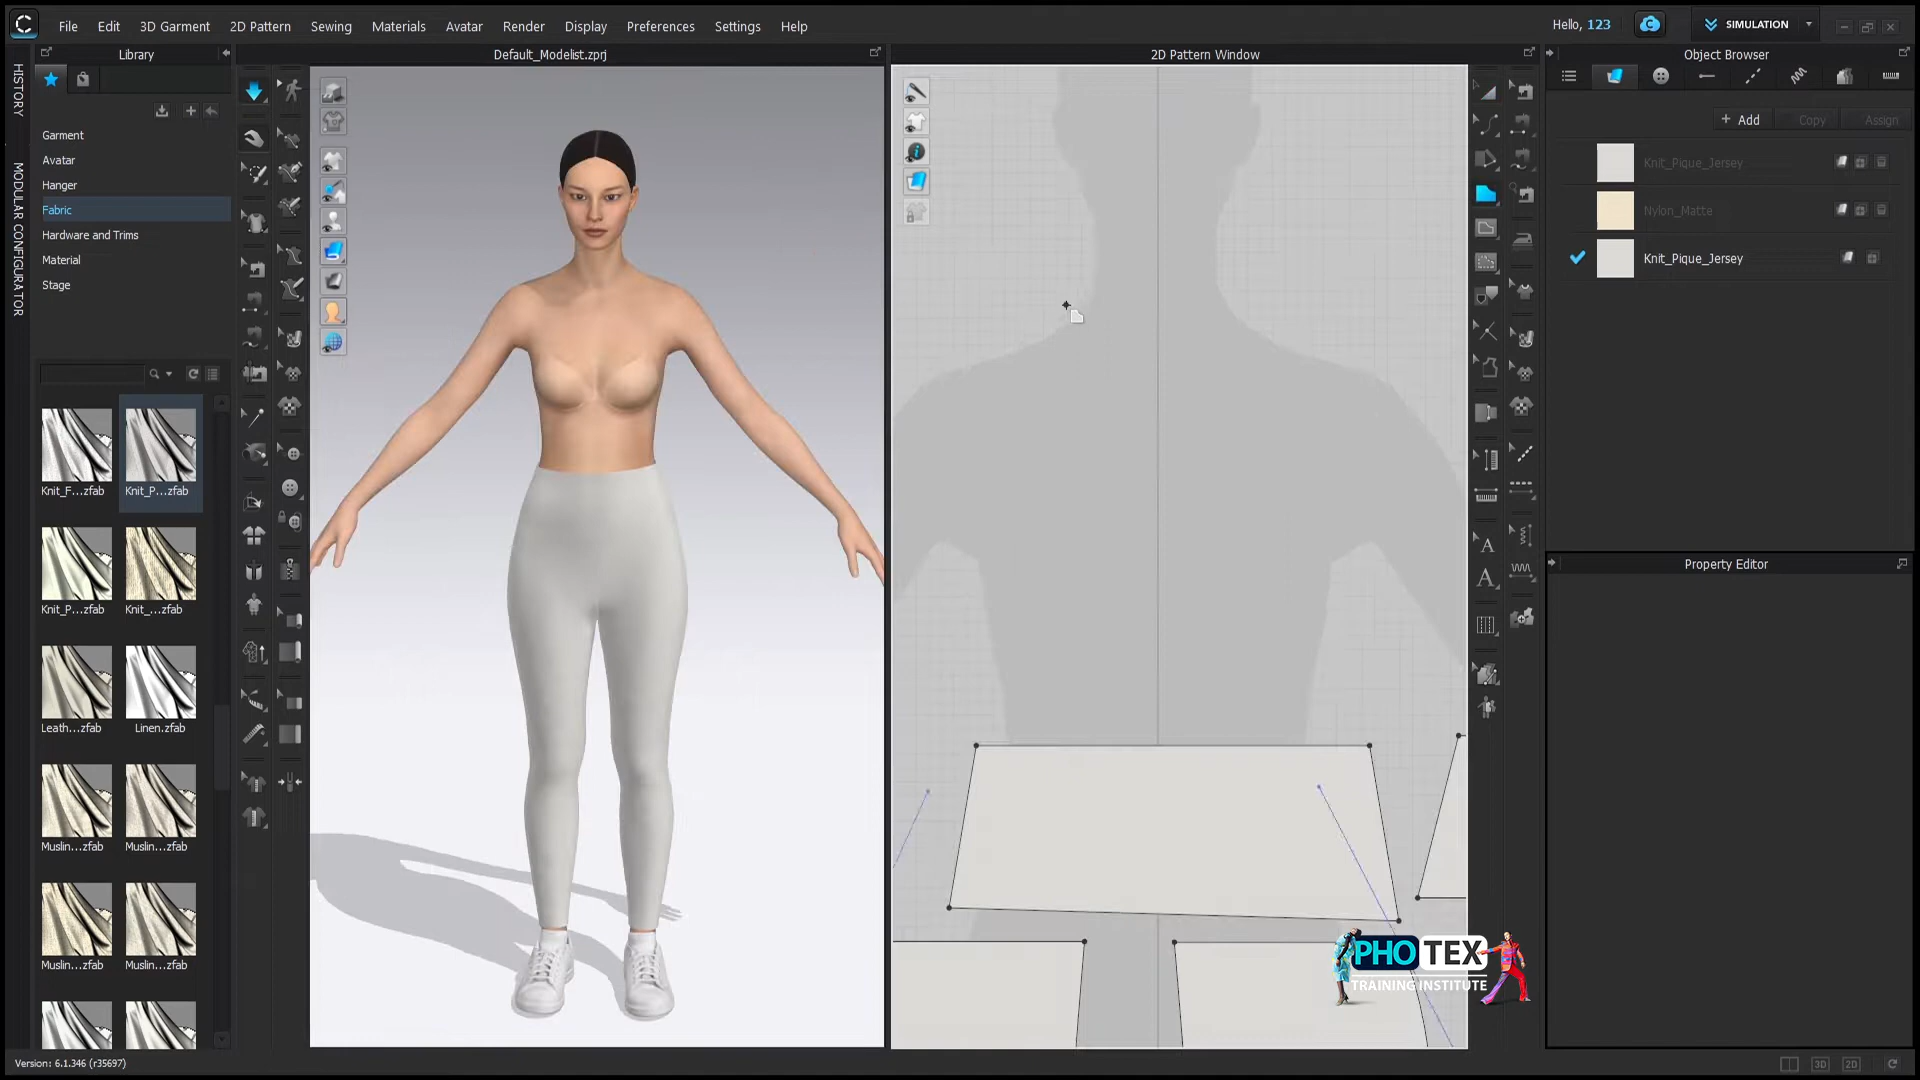 File Edit 3D Garment 2D Pattern Sewing Materials Avatar Render Display Preferences Settings Help
Hello, 123
SIMULATION
Library
Default_Modelist.zprj
2D Pattern Window
Object Browser
HISTORY
MODULAR CONFIGURATOR
Garment
Avatar
Hanger
Fabric
Hardware and Trims
Material
Stage
+ Add Copy Assign
Knit_Pique_Jersey
Nylon_Matte
Knit_Pique_Jersey
Knit_F...zfab Knit_P...zfab
Knit_P...zfab Knit_...zfab
Leath...zfab Linen.zfab
Muslin...zfab Muslin...zfab
Muslin...zfab Muslin...zfab
Property Editor
A
A
PHOTEX
TRAINING INSTITUTE
Version: 6.1.346 (r35697)
3D 2D